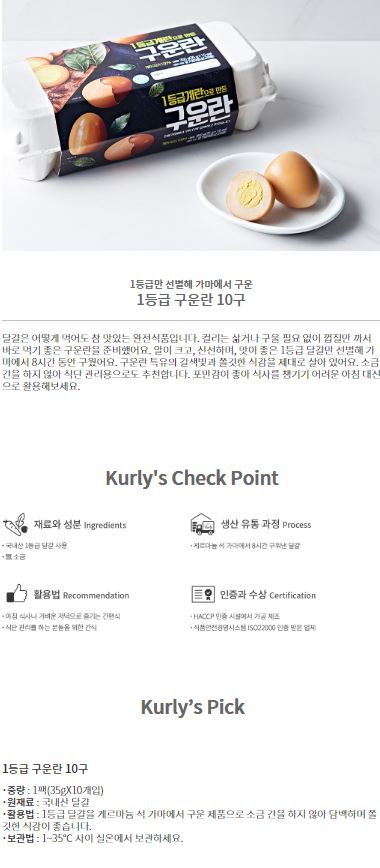 1등급계란으로 만든
구운란
1등급계란으로 만든
구운란
1등급만 선별해 가마에서 구운
1등급 구운란 10구
달걀은 어떻게 먹어도 참 맛있는 완전식품입니다. 컬리는 삶거나 구울 필요 없이 껍질만 까서
바로 먹기 좋은 구운란을 준비했어요. 알이 크고, 신선하며, 맛이 좋은 1등급 달걀만 선별해 가
마에서 8시간 동안 구웠어요. 구운란 특유의 갈색빛과 쫄깃한 식감을 제대로 살아 있어요. 소금
간을 하지 않아 식단 관리용으로도 추천합니다. 포만감이 좋아 식사를 챙기기 어려운 아침 대신
으로 활용해보세요.
Kurly's Check Point
재료와 성분 Ingredients
· 국내산 1등급 달걀 사용
· 無 소금
생산 유통 과정 Process
· 게르마늄 석 가마에서 8시간 구워낸 달걀
활용법 Recommendation
· 아침 식사나 가벼운 저녁으로 즐기는 간편식
· 식단 관리를 하는 분들을 위한 간식
인증과 수상 Certification
· HACCP 인증 시설에서 가공 제조
· 식품안전경영시스템 ISO22000 인증 받은 업체
Kurly’s Pick
1등급 구운란 10구
· 중량 : 1팩(35gX10개입)
· 원재료 : 국내산 달걀
· 활용법 : 1등급 달걀을 게르마늄 석 가마에서 구운 제품으로 소금 간을 하지 않아 담백하며 쫄
깃한 식감이 좋습니다.
· 보관법 : 1~35℃ 사이 실온에서 보관하세요.